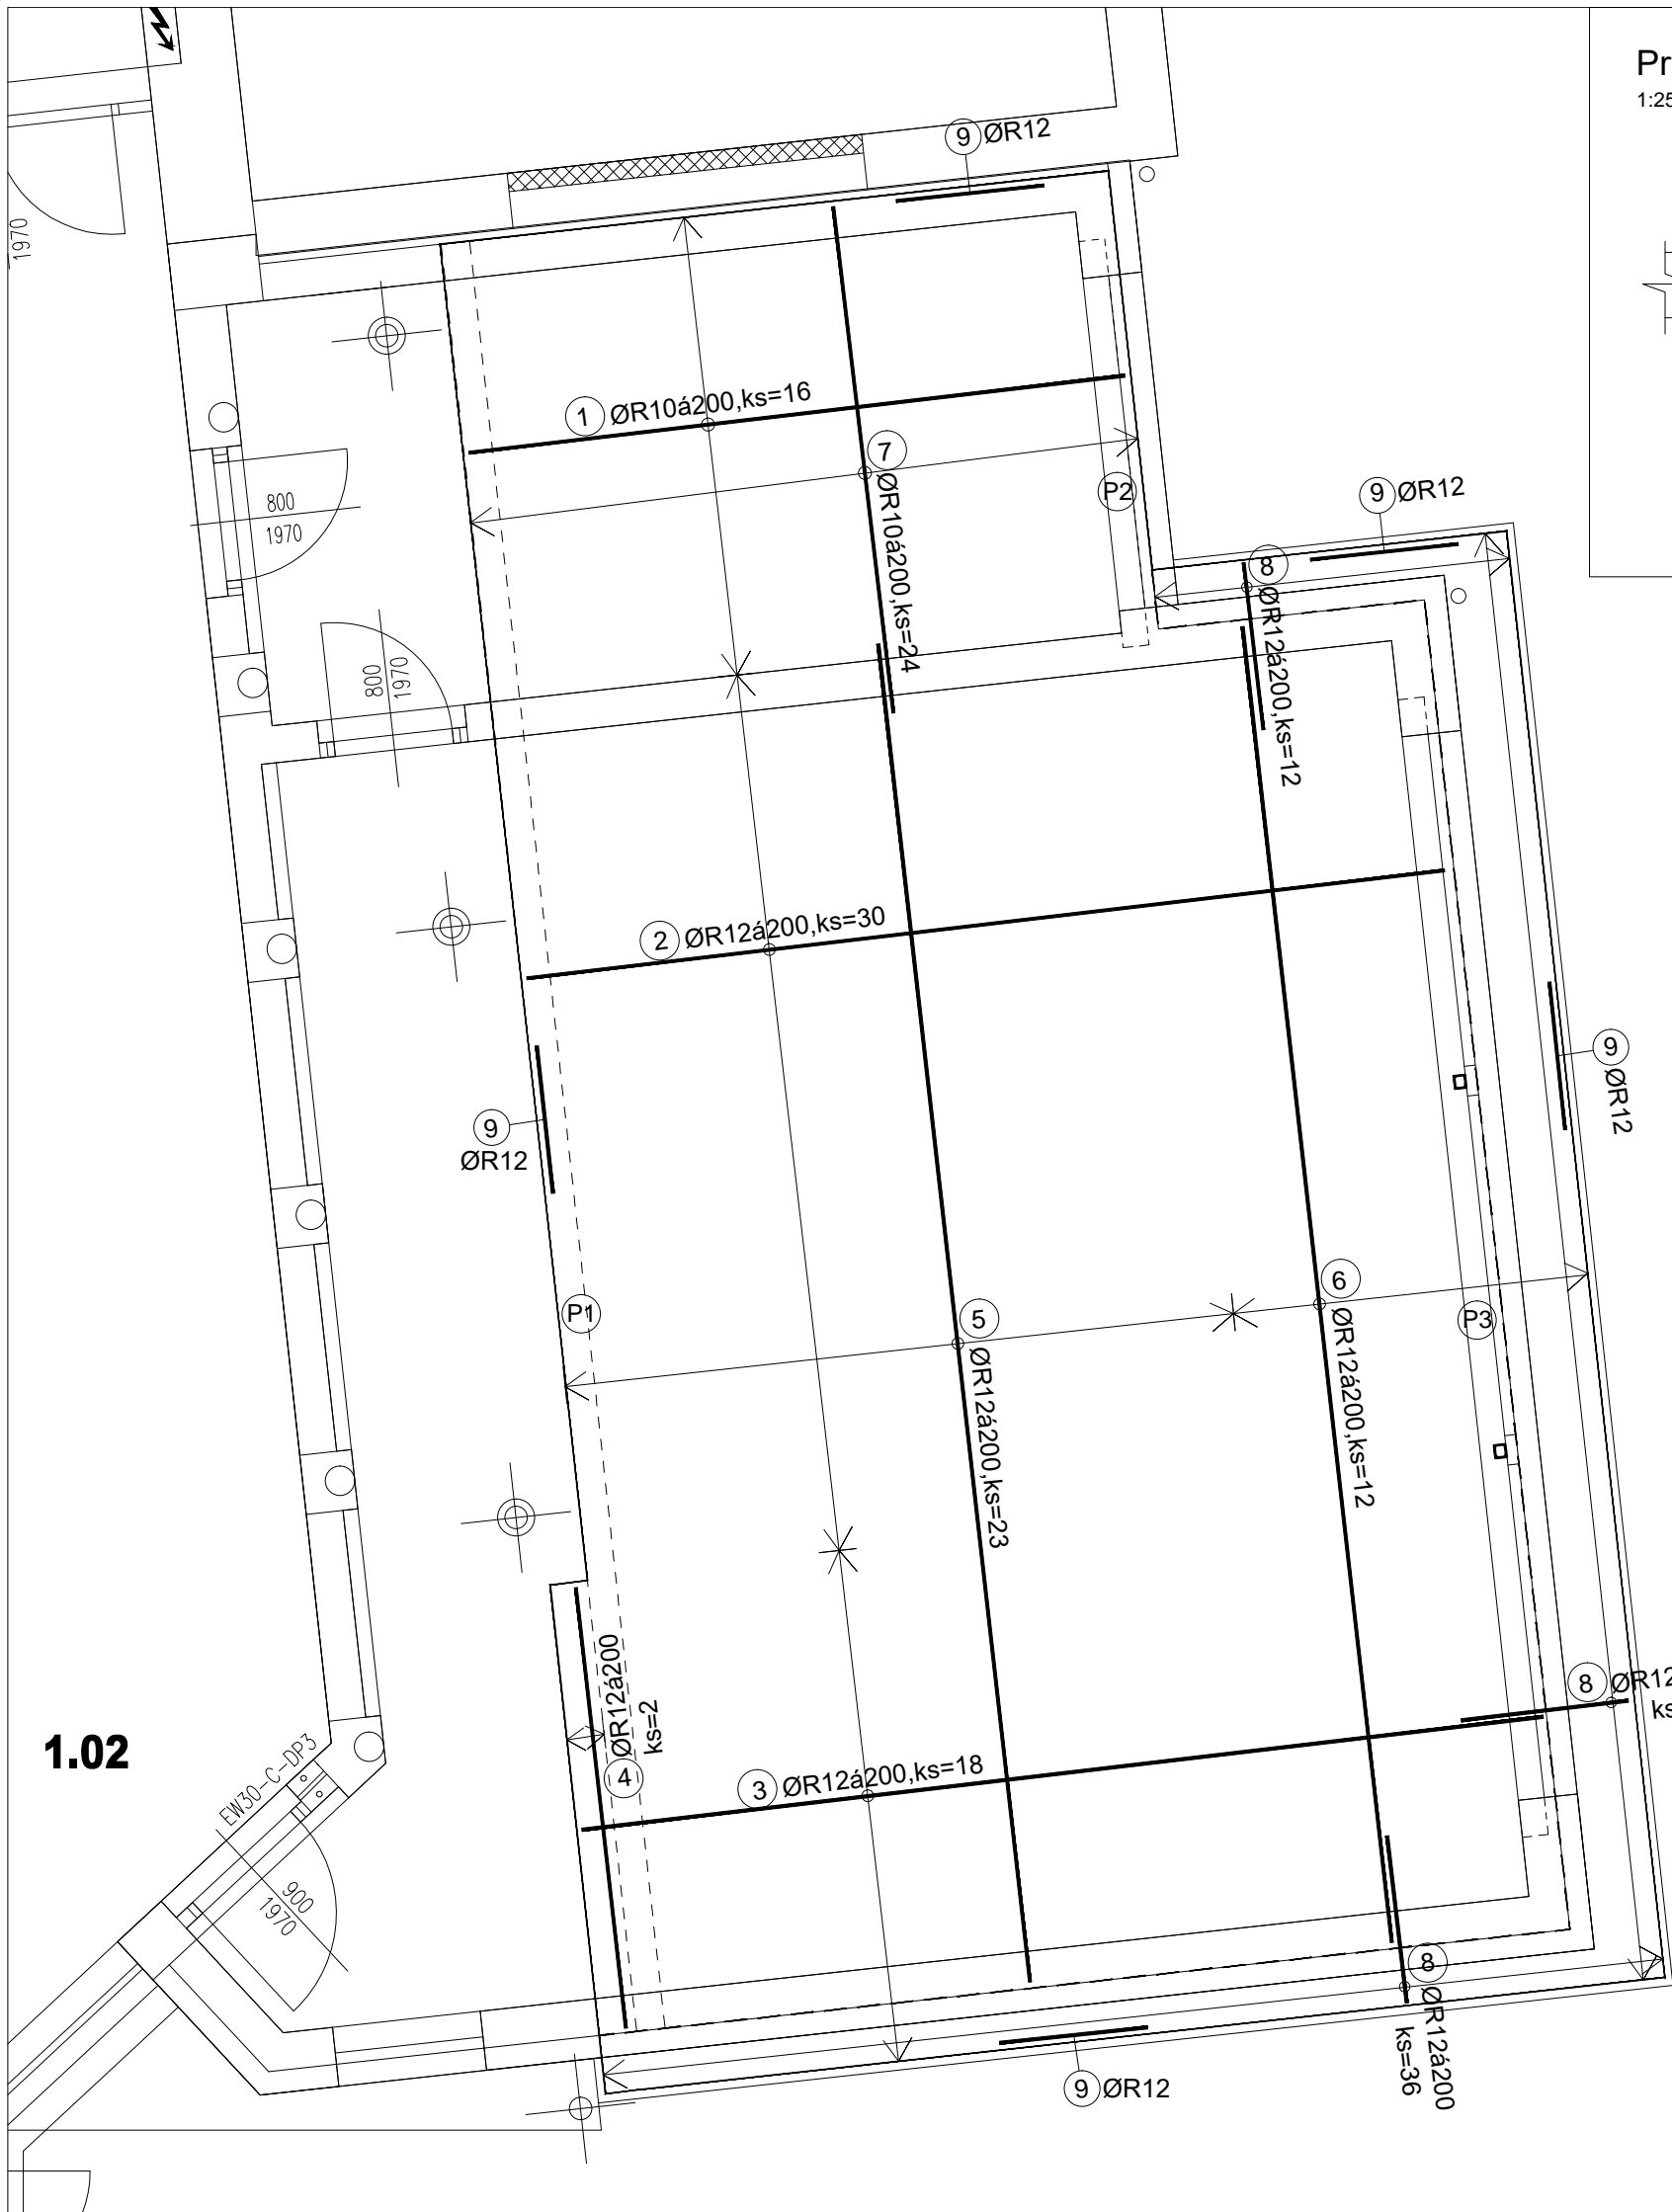 Pr
1:25
9 ØR12
1970
1 ØR10á200,ks=16
7 ØR10á200,ks=24
P2
9 ØR12
800
1970
8 ØR12á200,ks=12
800
1970
2 ØR12á200,ks=30
9 ØR12
9
ØR12
P1
5 ØR12á200,ks=23
6 ØR12á200,ks=12
P3
4 ØR12á200
ks=2
8 ØR12
ks
1.02
EW30-C-DP3
3 ØR12á200,ks=18
900
1970
8 ØR12á200
ks=36
9 ØR12